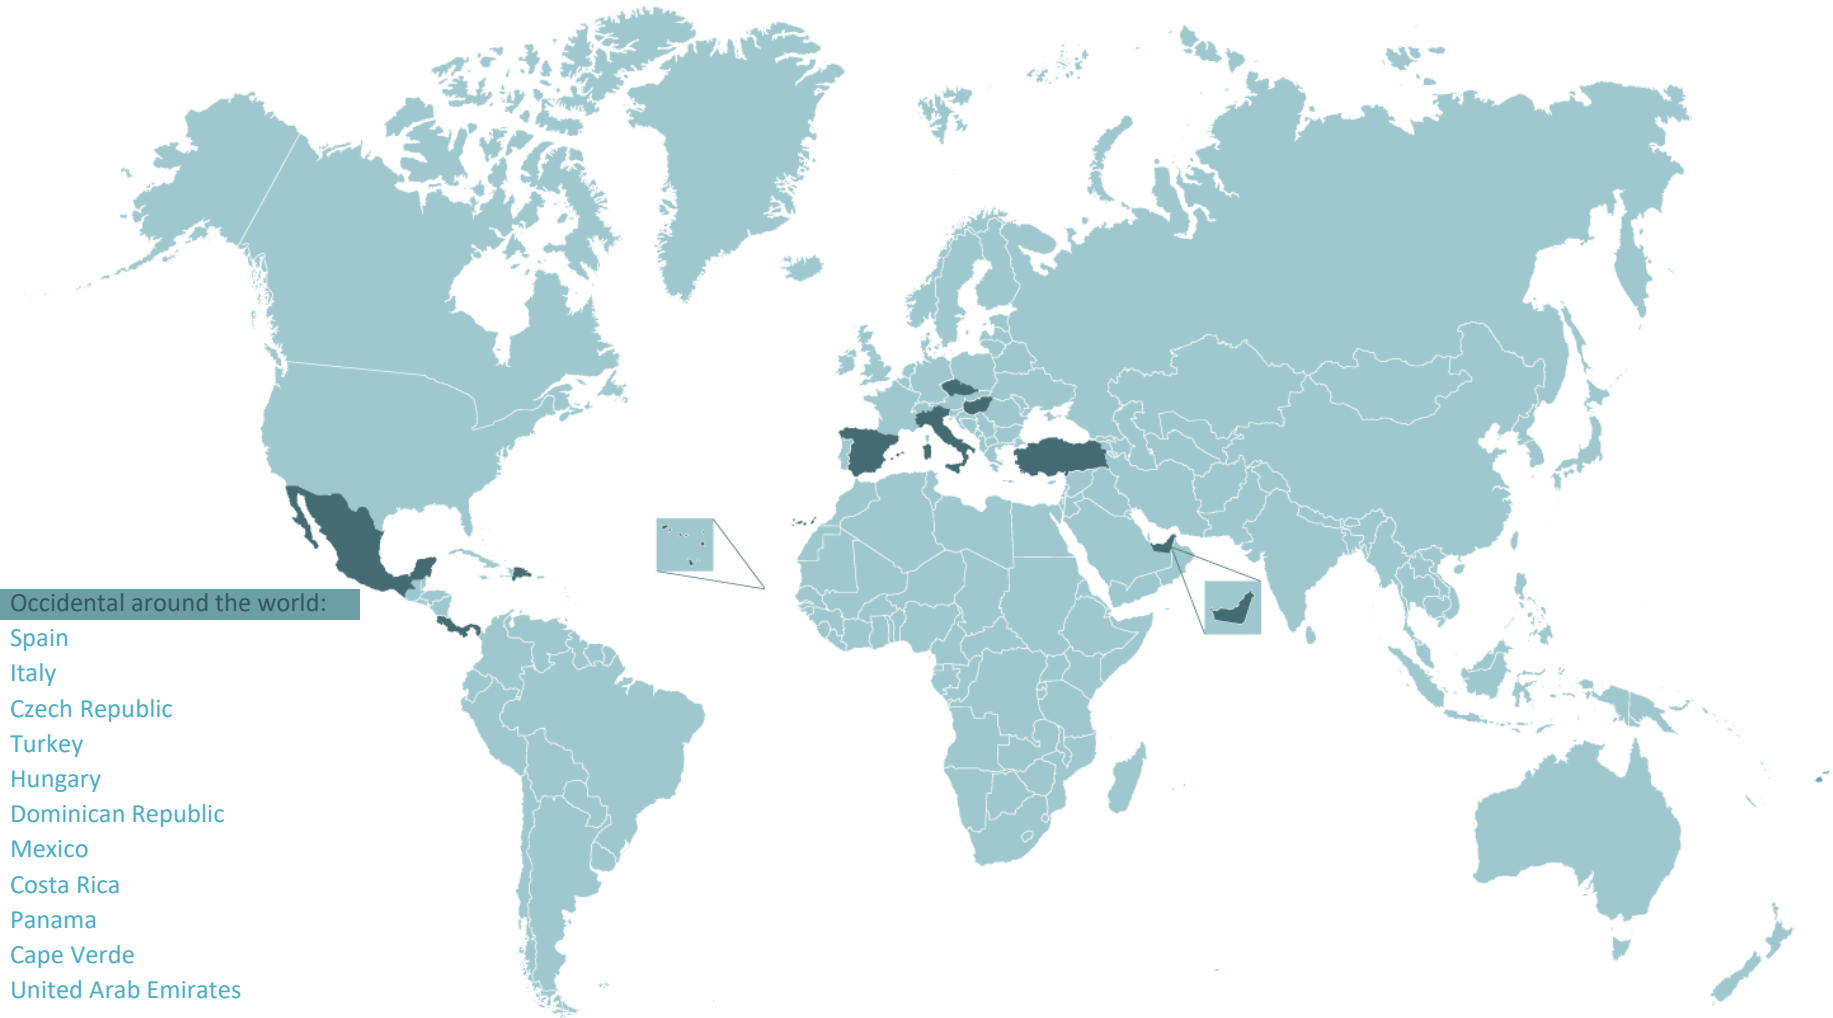 Occidental around the world:
Spain
Italy
Czech Republic
Turkey
Hungary
Dominican Republic
Mexico
Costa Rica
Panama
Cape Verde
United Arab Emirates